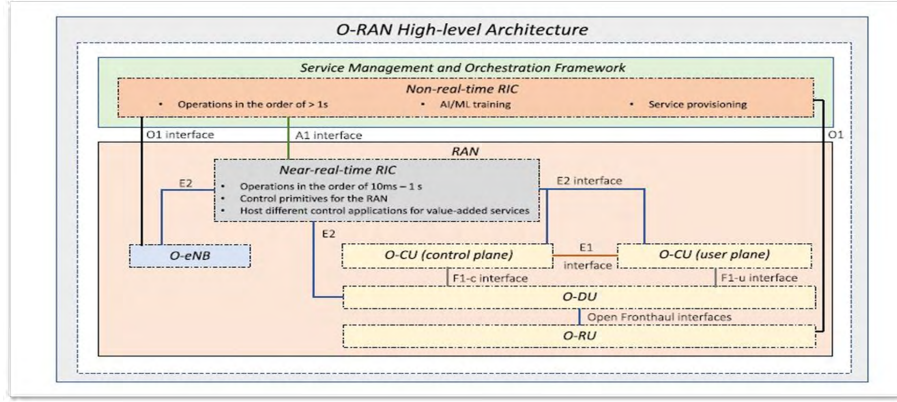 O-RAN High-level Architecture
Service Management and Orchestration Framework
Non-real-time RIC
• Operations in the order of > 1s • AI/ML training • Service provisioning
O1 interface
A1 interface
O1
RAN
Near-real-time RIC
• Operations in the order of 10ms – 1 s
• Control primitives for the RAN
• Host different control applications for value-added services
E2
E2 interface
E2
O-eNB
O-CU (control plane)
E1
interface
O-CU (user plane)
F1-c interface
F1-u interface
O-DU
Open Fronthaul interfaces
O-RU